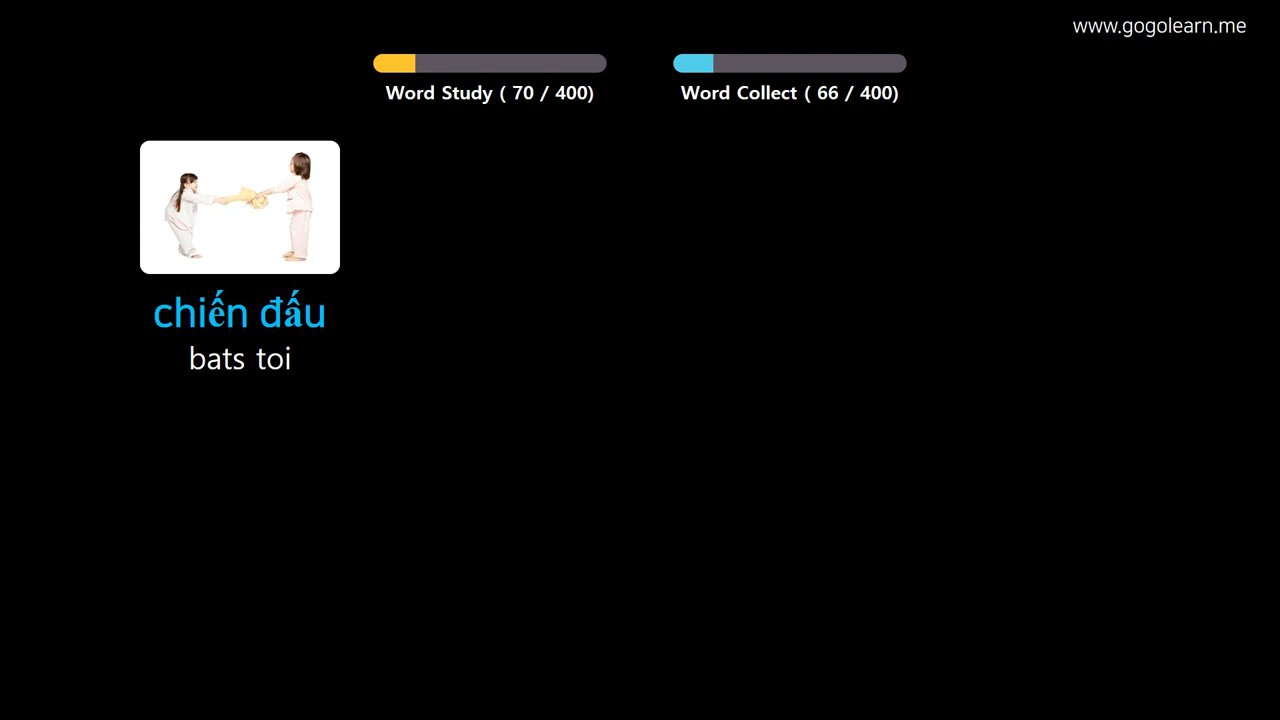 www.gogolearn.me
Word Study ( 70 / 400)
Word Collect ( 66 / 400)
chiến đấu
bats toi